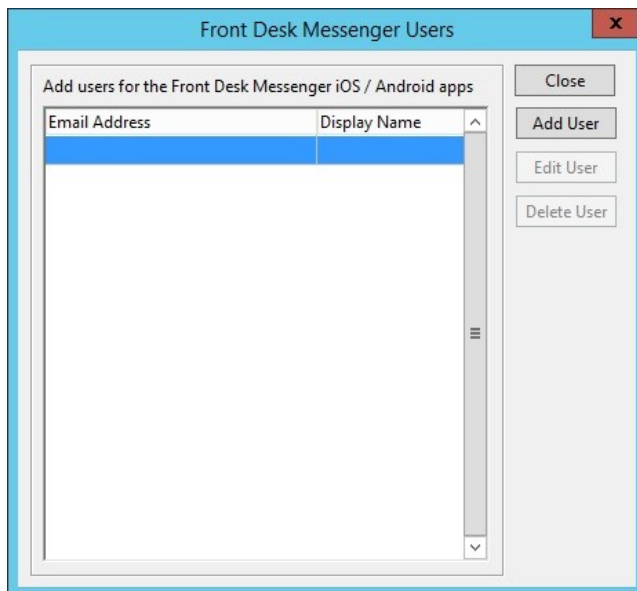 Front Desk Messenger Users
x
Add users for the Front Desk Messenger iOS / Android apps
Close
Email Address Display Name
Add User
Edit User
Delete User